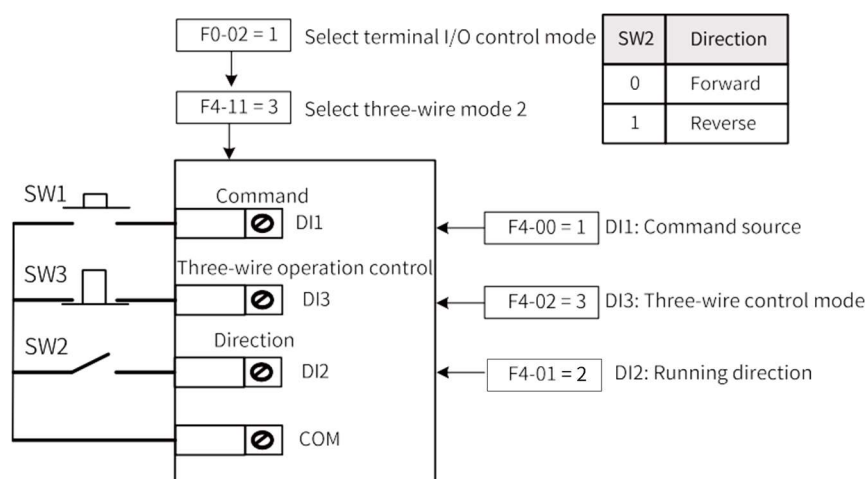 F0-02 = 1 Select terminal I/O control mode
SW2 Direction
0 Forward
1 Reverse
F4-11 = 3 Select three-wire mode 2
SW1
Command
DI1
F4-00 = 1 DI1: Command source
SW3
Three-wire operation control
DI3
F4-02 = 3 DI3: Three-wire control mode
SW2
Direction
DI2
F4-01 = 2 DI2: Running direction
COM